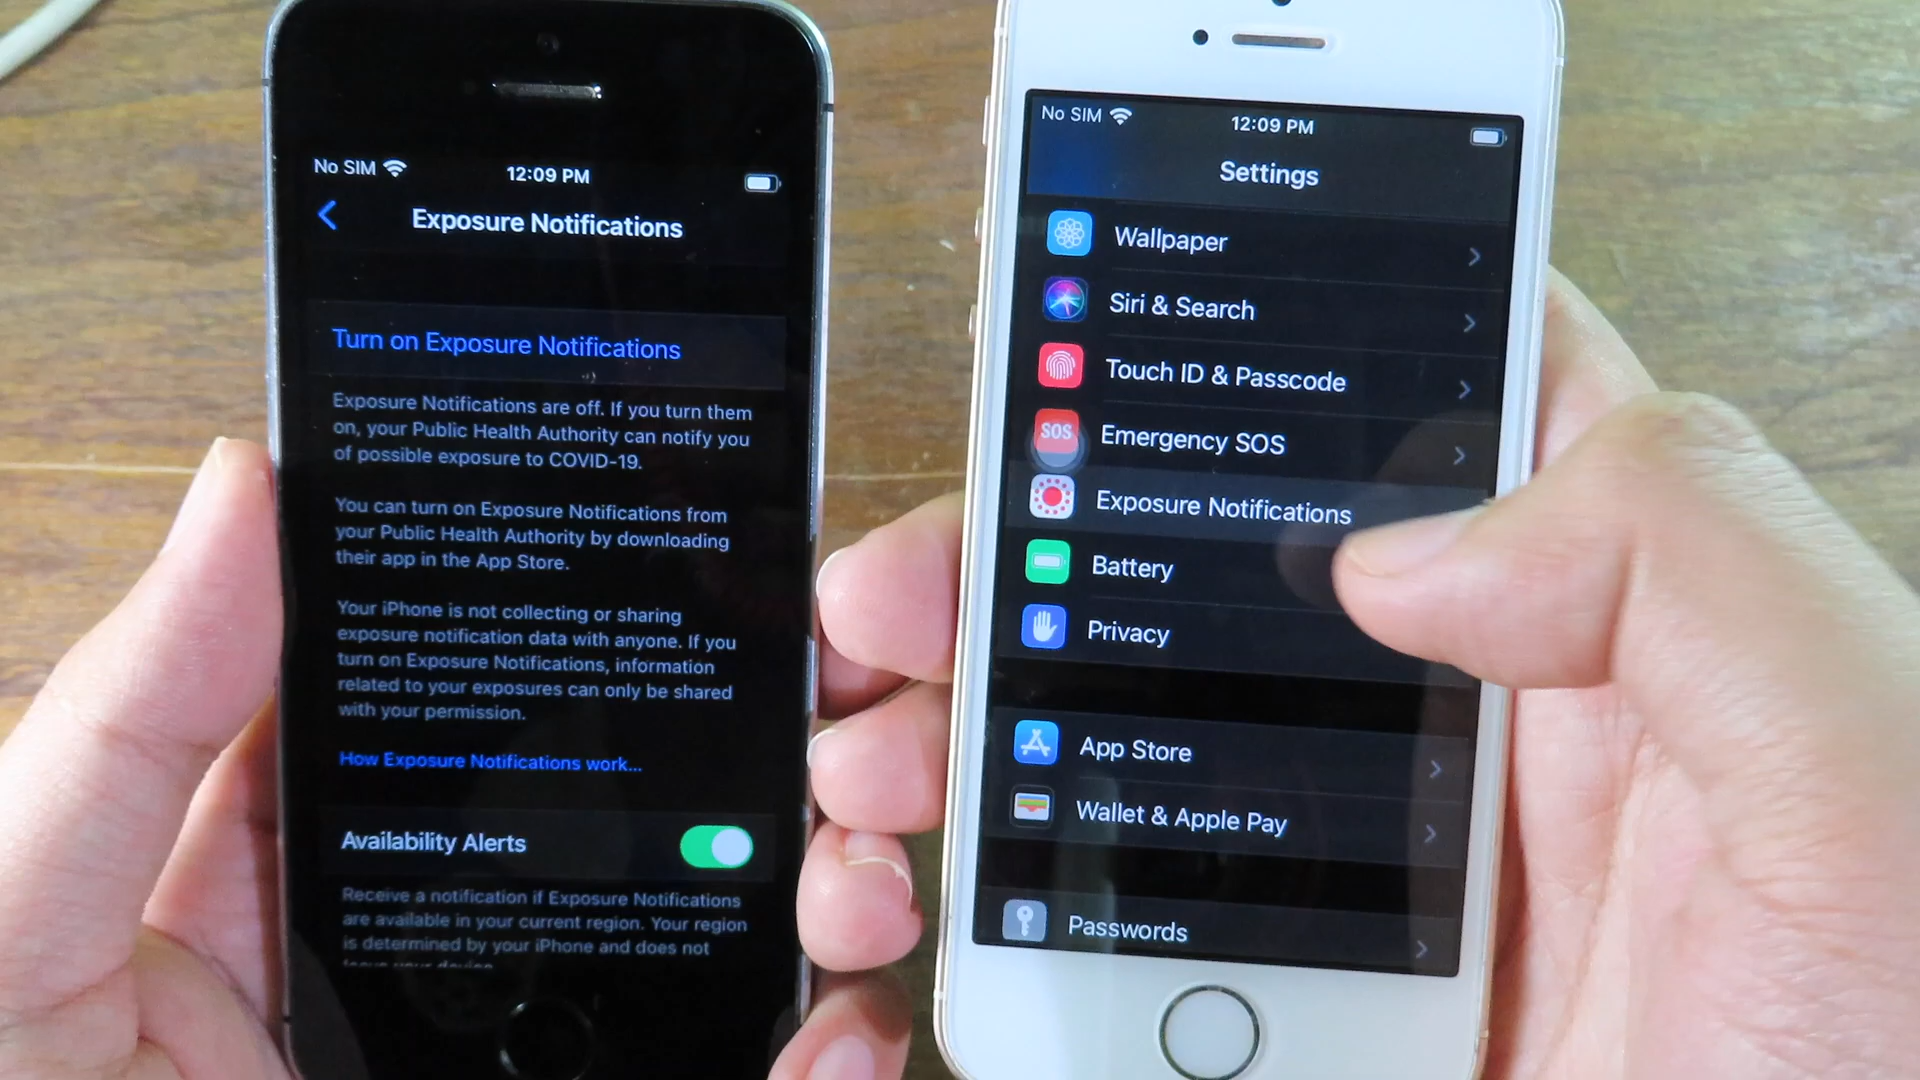 No SIM
12:09 PM
Exposure Notifications
Turn on Exposure Notifications
Exposure Notifications are off. If you turn them
on, your Public Health Authority can notify you
of possible exposure to COVID-19.
You can turn on Exposure Notifications from
your Public Health Authority by downloading
their app in the App Store.
Your iPhone is not collecting or sharing
exposure notification data with anyone. If you
turn on Exposure Notifications, information
related to your exposures can only be shared
with your permission.
How Exposure Notifications work...
Availability Alerts
Receive a notification if Exposure Notifications
are available in your current region. Your region
is determined by your iPhone and does not
No SIM
12:09 PM
Settings
Wallpaper
Siri & Search
Touch ID & Passcode
SOS
Emergency SOS
Exposure Notifications
Battery
Privacy
App Store
Wallet & Apple Pay
Passwords